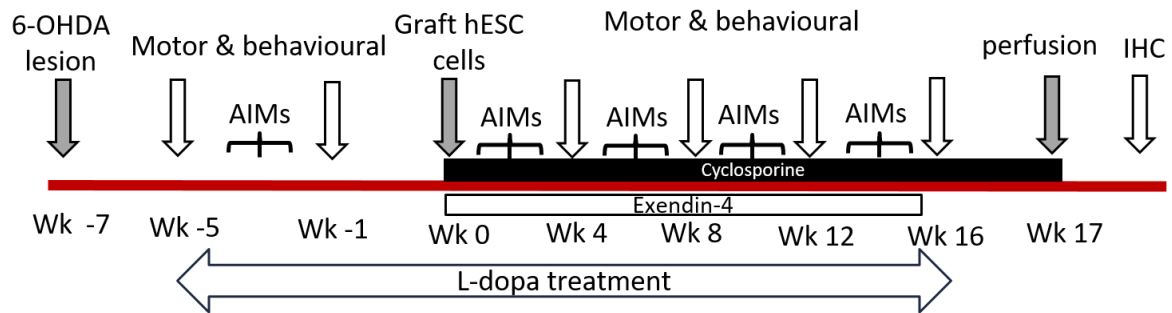 6-OHDA
lesion
Motor & behavioural
Graft hESC
cells
Motor & behavioural
perfusion
IHC
AIMs
AIMs
AIMs
AIMs
AIMs
Cyclosporine
Exendin-4
Wk -7
Wk -5
Wk -1
Wk 0
Wk 4
Wk 8
Wk 12
Wk 16
Wk 17
L-dopa treatment